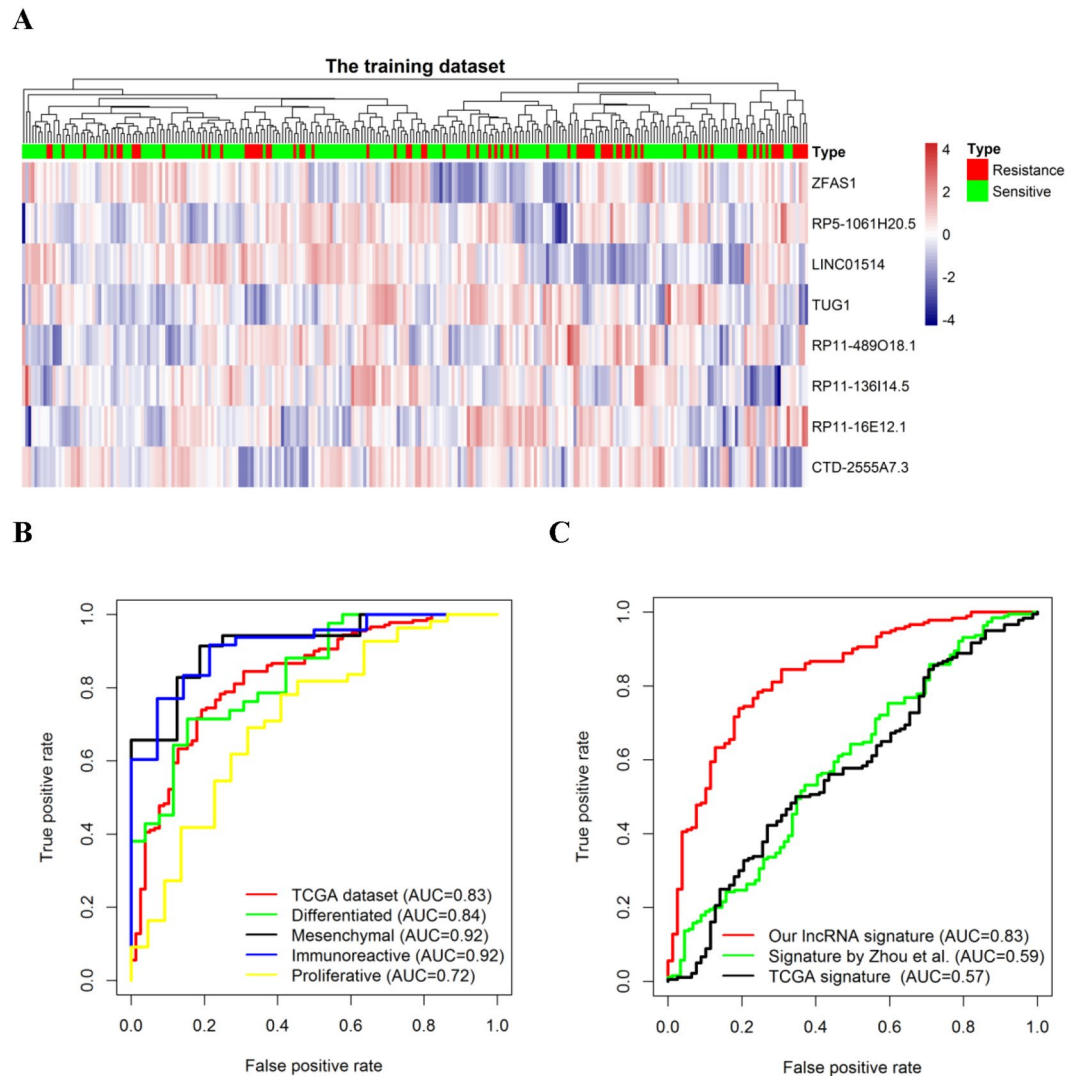 A
The training dataset
Type
ZFAS1
RP5-1061H20.5
LINC01514
TUG1
RP11-489O18.1
RP11-136I14.5
RP11-16E12.1
CTD-2555A7.3
4
2
0
-2
-4
Type
Resistance
Sensitive
B
True positive rate
1.0
0.8
0.6
0.4
0.2
0.0
TCGA dataset (AUC=0.83)
Differentiated (AUC=0.84)
Mesenchymal (AUC=0.92)
Immunoreactive (AUC=0.92)
Proliferative (AUC=0.72)
0.0 0.2 0.4 0.6 0.8 1.0
False positive rate
C
True positive rate
1.0
0.8
0.6
0.4
0.2
0.0
Our lncRNA signature (AUC=0.83)
Signature by Zhou et al. (AUC=0.59)
TCGA signature (AUC=0.57)
0.0 0.2 0.4 0.6 0.8 1.0
False positive rate